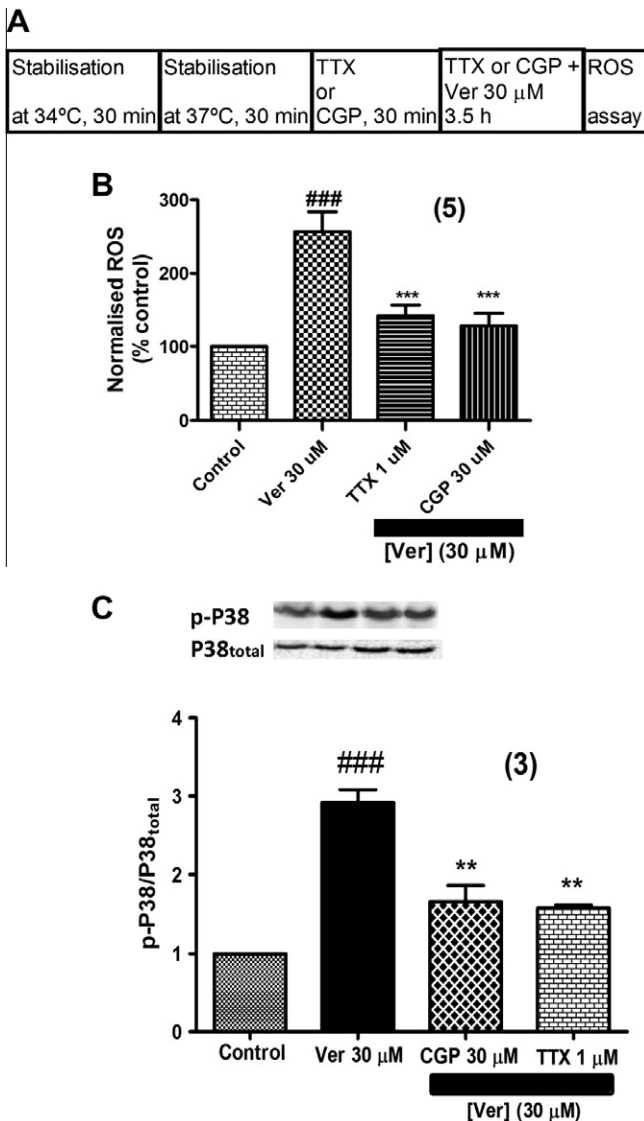 A
Stabilisation
at 34ºC, 30 min
Stabilisation
at 37ºC, 30 min
TTX
or
CGP, 30 min
TTX or CGP +
Ver 30 μM
3.5 h
ROS
assay
B
Normalised ROS
(% control)
300
200
100
0
###
***
***
(5)
Control
Ver 30 uM
TTX 1 uM
CGP 30 uM
[Ver] (30 μM)
C
p-P38
P38total
p-P38/P38total
4
3
2
1
0
###
**
**
(3)
Control
Ver 30 μM
CGP 30 μM
TTX 1 μM
[Ver] (30 μM)